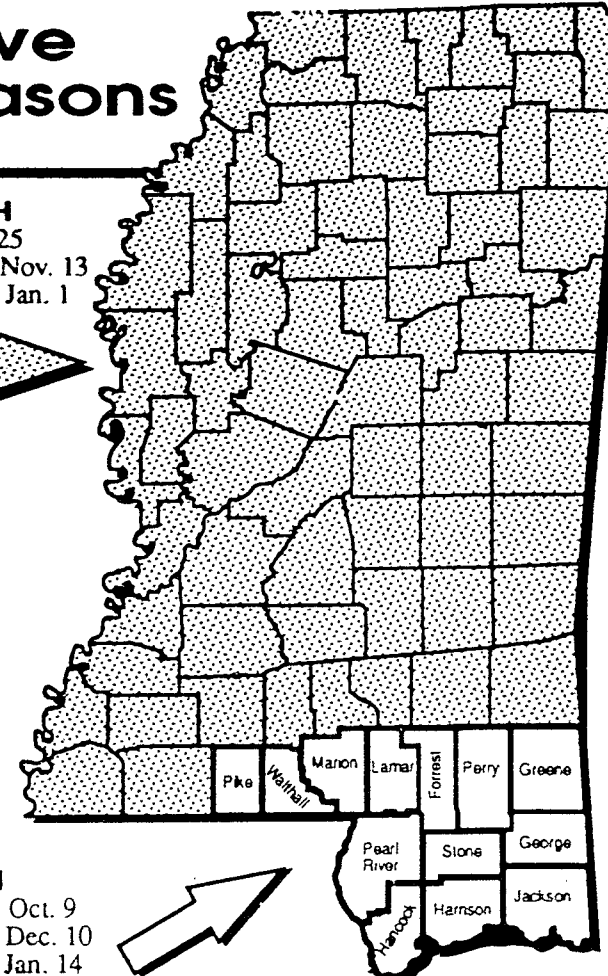 ve
asons
H
25
Nov. 13
Jan. 1
Pike
Walthall
Marion
Lamar
Forrest
Perry
Greene
Pearl
River
Stone
George
Hancock
Harrison
Jackson
Oct. 9
Dec. 10
Jan. 14